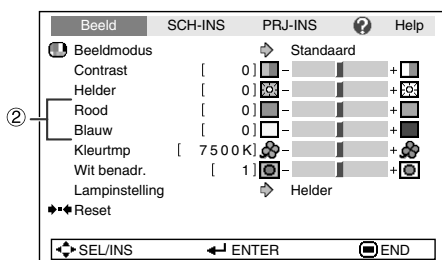 Beeld SCH-INS PRJ-INS ? Help
Beeldmodus Standaard
Contrast [ 0] - +
Helder [ 0] - +
② Rood [ 0] - +
Blauw [ 0] - +
Kleurtmp [ 7500K] - +
Wit benadr. [ 1] - +
Lampinstelling Helder
Reset
SEL/INS ENTER END